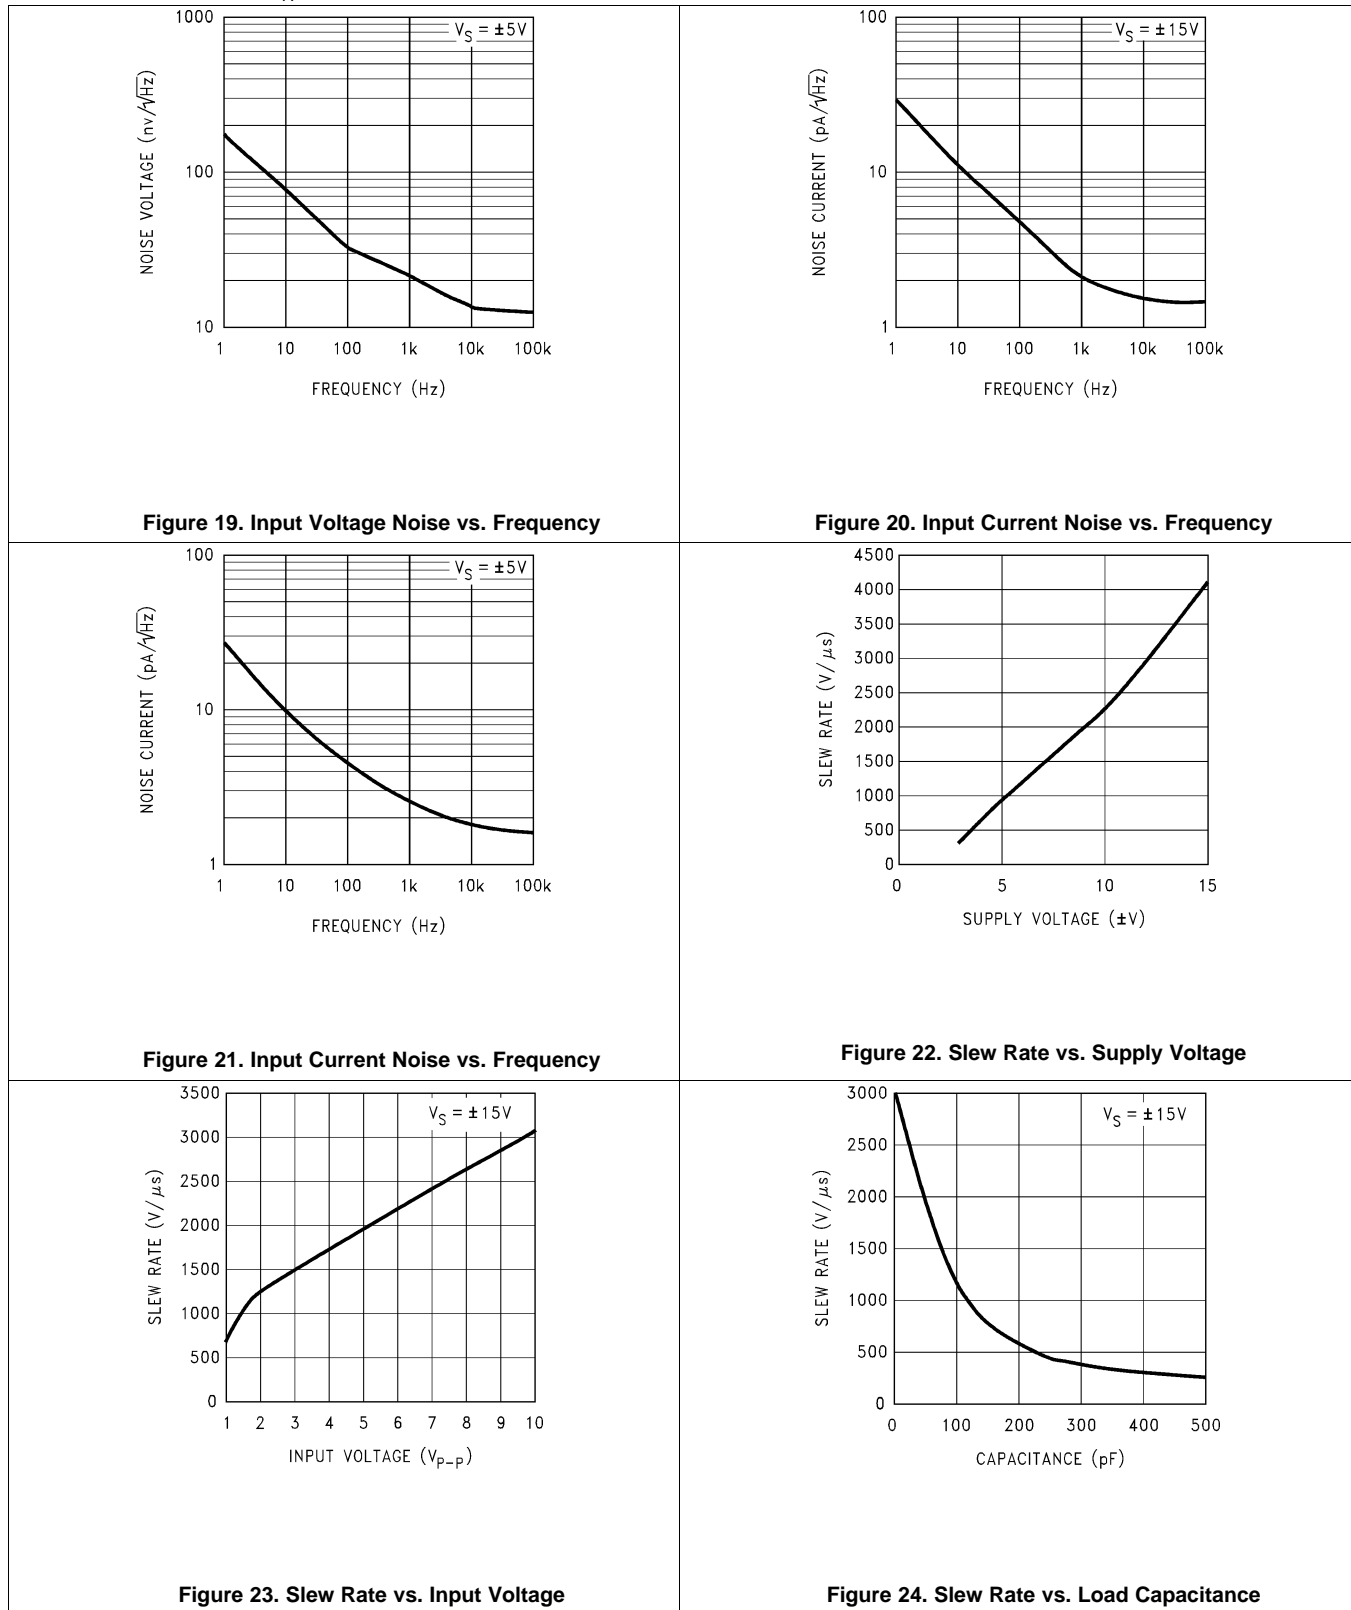 1000
V_S = ±5V
100
10
NOISE VOLTAGE (nv/√Hz)
1 10 100 1k 10k 100k
FREQUENCY (Hz)
Figure 19. Input Voltage Noise vs. Frequency
100
V_S = ±15V
10
1
NOISE CURRENT (pA/√Hz)
1 10 100 1k 10k 100k
FREQUENCY (Hz)
Figure 20. Input Current Noise vs. Frequency
100
V_S = ±5V
10
1
NOISE CURRENT (pA/√Hz)
1 10 100 1k 10k 100k
FREQUENCY (Hz)
Figure 21. Input Current Noise vs. Frequency
4500
4000
3500
3000
2500
2000
1500
1000
500
0
SLEW RATE (V/μs)
0 5 10 15
SUPPLY VOLTAGE (±V)
Figure 22. Slew Rate vs. Supply Voltage
3500
V_S = ±15V
3000
2500
2000
1500
1000
500
0
SLEW RATE (V/μs)
1 2 3 4 5 6 7 8 9 10
INPUT VOLTAGE (V_P-P)
Figure 23. Slew Rate vs. Input Voltage
3000
V_S = ±15V
2500
2000
1500
1000
500
0
SLEW RATE (V/μs)
0 100 200 300 400 500
CAPACITANCE (pF)
Figure 24. Slew Rate vs. Load Capacitance